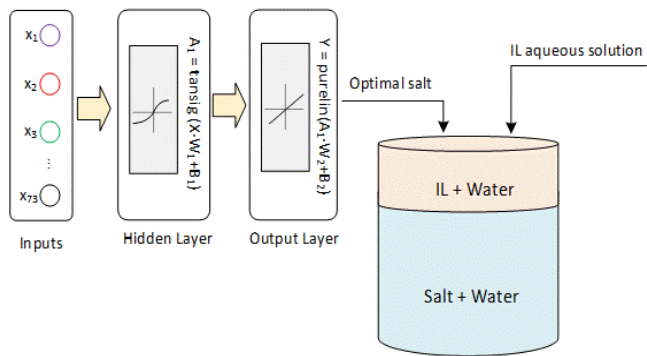 x1
x2
x3
...
x73
Inputs
A1 = tansig (X·W1+B1)
Hidden Layer
Y = purelin(A1·W2+B2)
Output Layer
Optimal salt
IL aqueous solution
IL + Water
Salt + Water